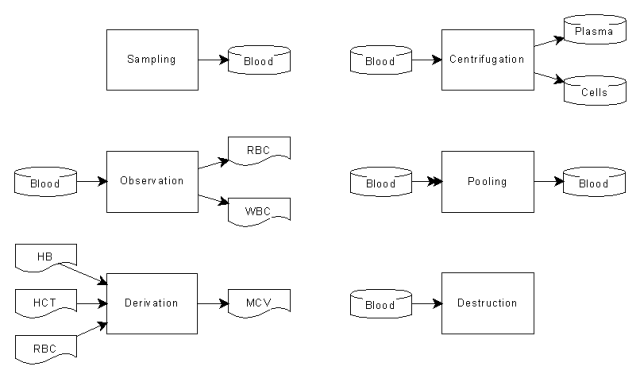 Sampling
Blood
Blood
Centrifugation
Plasma
Cells
Blood
Observation
RBC
WBC
Blood
Pooling
Blood
HB
HCT
RBC
Derivation
MCV
Blood
Destruction